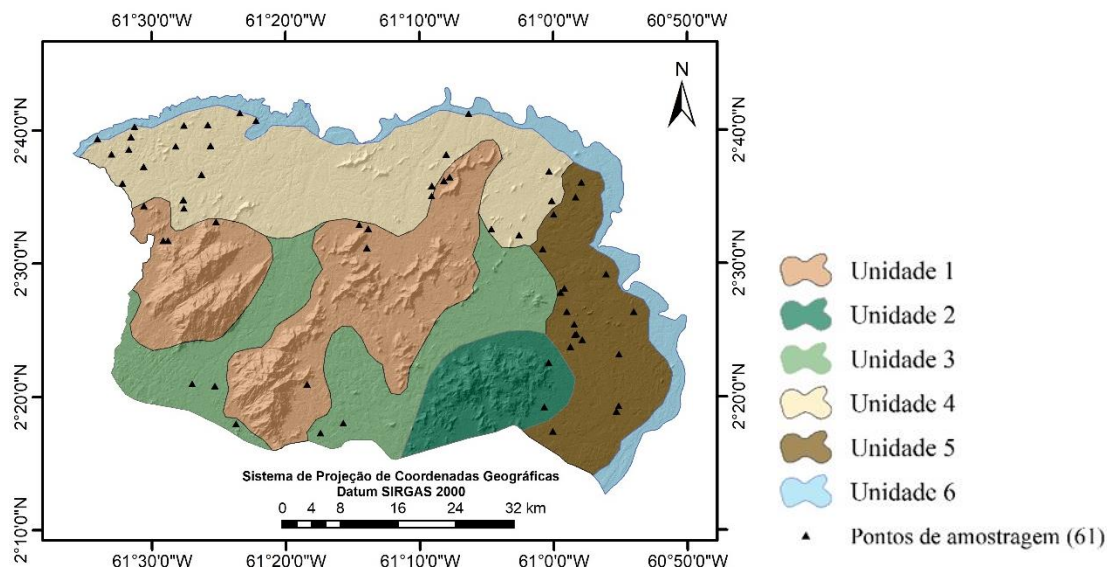 61°30'0"W 61°20'0"W 61°10'0"W 61°0'0"W 60°50'0"W
N
2°40'0"N 2°40'0"N
2°30'0"N 2°30'0"N
2°20'0"N 2°20'0"N
2°10'0"N 2°10'0"N
Sistema de Projeção de Coordenadas Geográficas
Datum SIRGAS 2000
0 4 8 16 24 32 km
61°30'0"W 61°20'0"W 61°10'0"W 61°0'0"W 60°50'0"W
Unidade 1
Unidade 2
Unidade 3
Unidade 4
Unidade 5
Unidade 6
Pontos de amostragem (61)